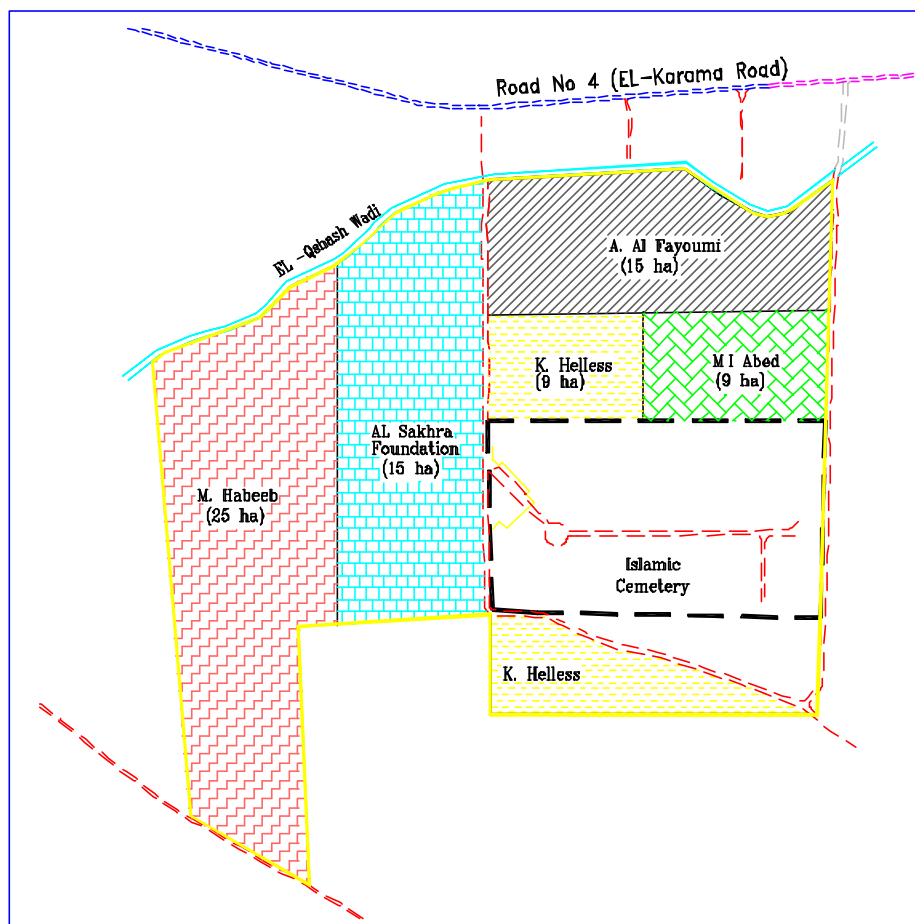 Road No 4 (EL-Karama Road)
EL -Qabash Wadi
A. Al Fayoumi
(15 ha)
K. Helless
(9 ha)
M I Abed
(9 ha)
AL Sakhra
Foundation
(15 ha)
M. Habeeb
(25 ha)
Islamic
Cemetery
K. Helless